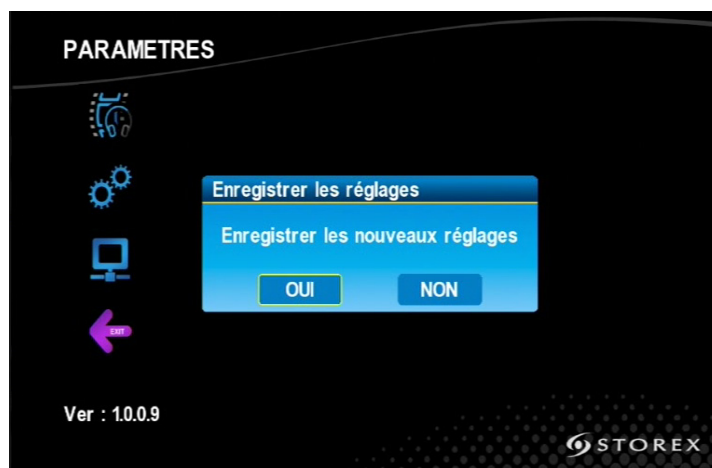 PARAMETRES
Enregistrer les réglages
Enregistrer les nouveaux réglages
OUI NON
EXIT
Ver : 1.0.0.9
STOREX